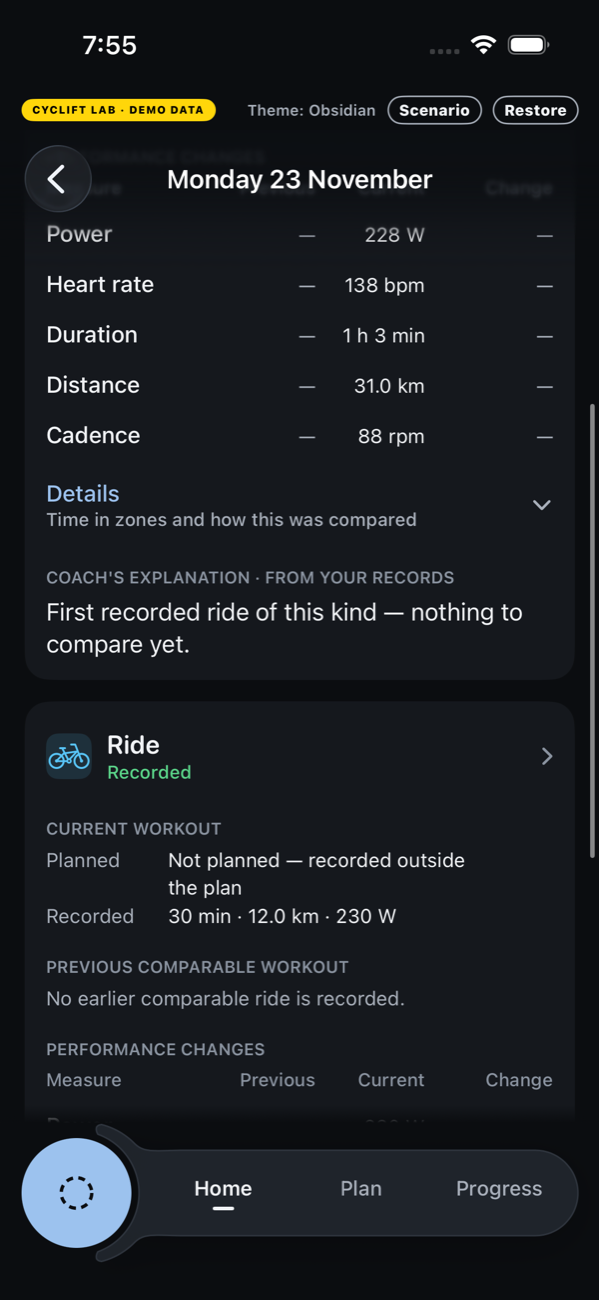 7:55
CYCLIFT LAB · DEMO DATA
Theme: Obsidian
Scenario
Restore
Monday 23 November
Change
Power — 228 W —
Heart rate — 138 bpm —
Duration — 1 h 3 min —
Distance — 31.0 km —
Cadence — 88 rpm —
Details
Time in zones and how this was compared
COACH'S EXPLANATION · FROM YOUR RECORDS
First recorded ride of this kind — nothing to
compare yet.
Ride
Recorded
CURRENT WORKOUT
Planned Not planned — recorded outside
the plan
Recorded 30 min · 12.0 km · 230 W
PREVIOUS COMPARABLE WORKOUT
No earlier comparable ride is recorded.
PERFORMANCE CHANGES
Measure Previous Current Change
Home Plan Progress